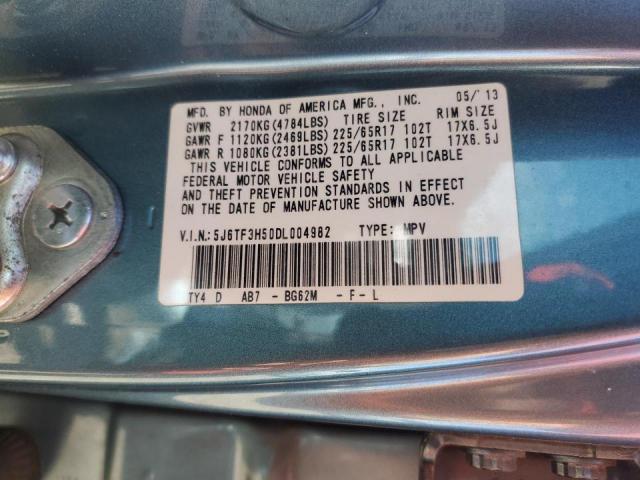 MFD. BY HONDA OF AMERICA MFG., INC. 05/'13
GVWR 2170KG(4784LBS) TIRE SIZE RIM SIZE
GAWR F 1120KG(2469LBS) 225/65R17 102T 17X6.5J
GAWR R 1080KG(2381LBS) 225/65R17 102T 17X6.5J
THIS VEHICLE CONFORMS TO ALL APPLICABLE
FEDERAL MOTOR VEHICLE SAFETY
AND THEFT PREVENTION STANDARDS IN EFFECT
ON THE DATE OF MANUFACTURE SHOWN ABOVE.
V.I.N.:5J6TF3H50DL004982 TYPE: MPV
TY4 D AB7 - BG62M - F - L